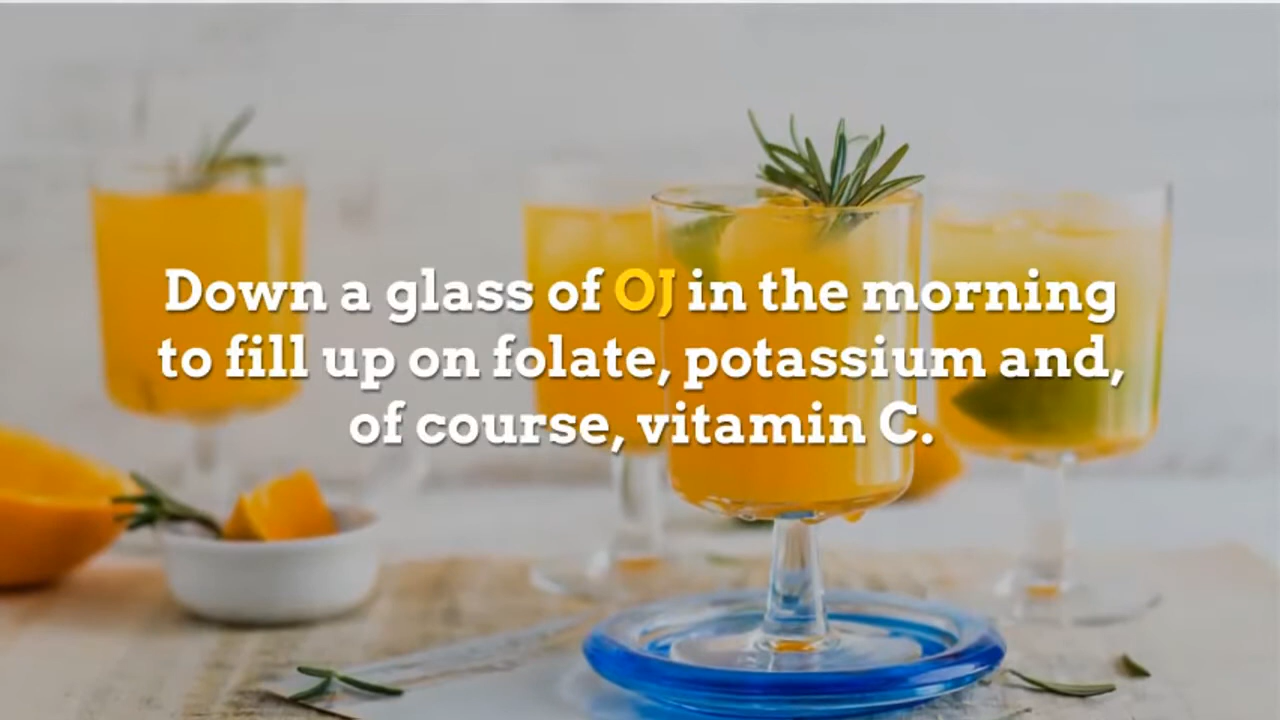 Down a glass of OJ in the morning
to fill up on folate, potassium and,
of course, vitamin C.